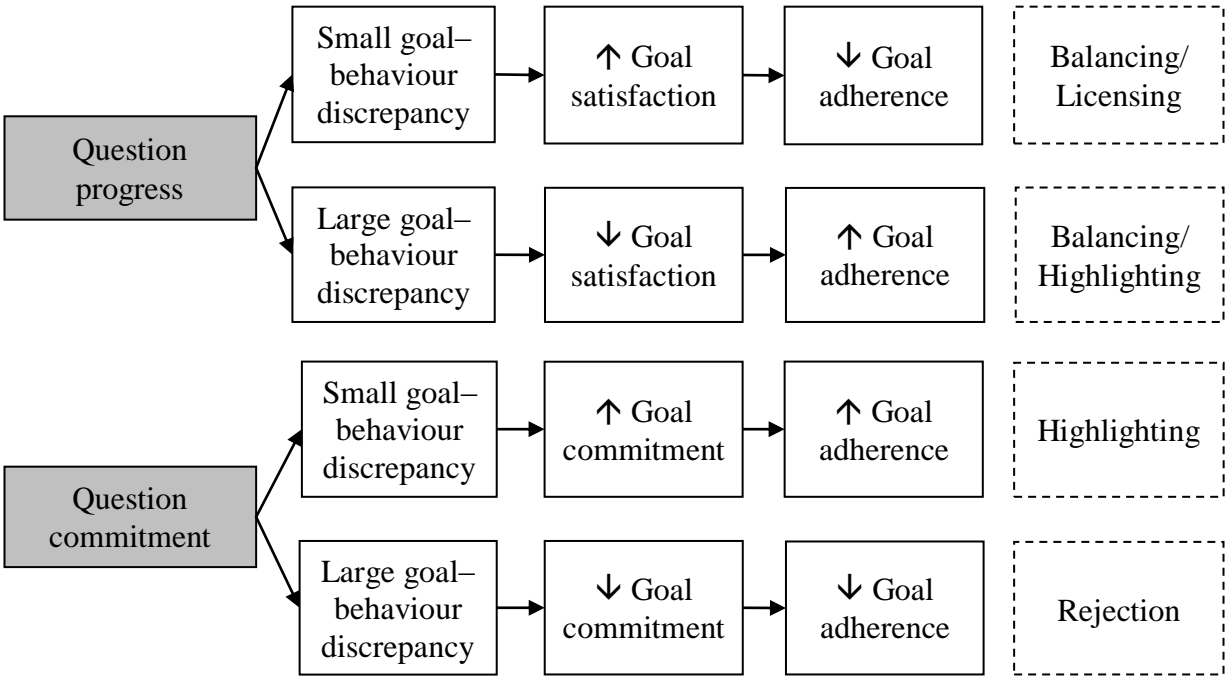 Question
progress
Small goal–
behaviour
discrepancy
↑ Goal
satisfaction
↓ Goal
adherence
Balancing/
Licensing
Large goal–
behaviour
discrepancy
↓ Goal
satisfaction
↑ Goal
adherence
Balancing/
Highlighting
Question
commitment
Small goal–
behaviour
discrepancy
↑ Goal
commitment
↑ Goal
adherence
Highlighting
Large goal–
behaviour
discrepancy
↓ Goal
commitment
↓ Goal
adherence
Rejection